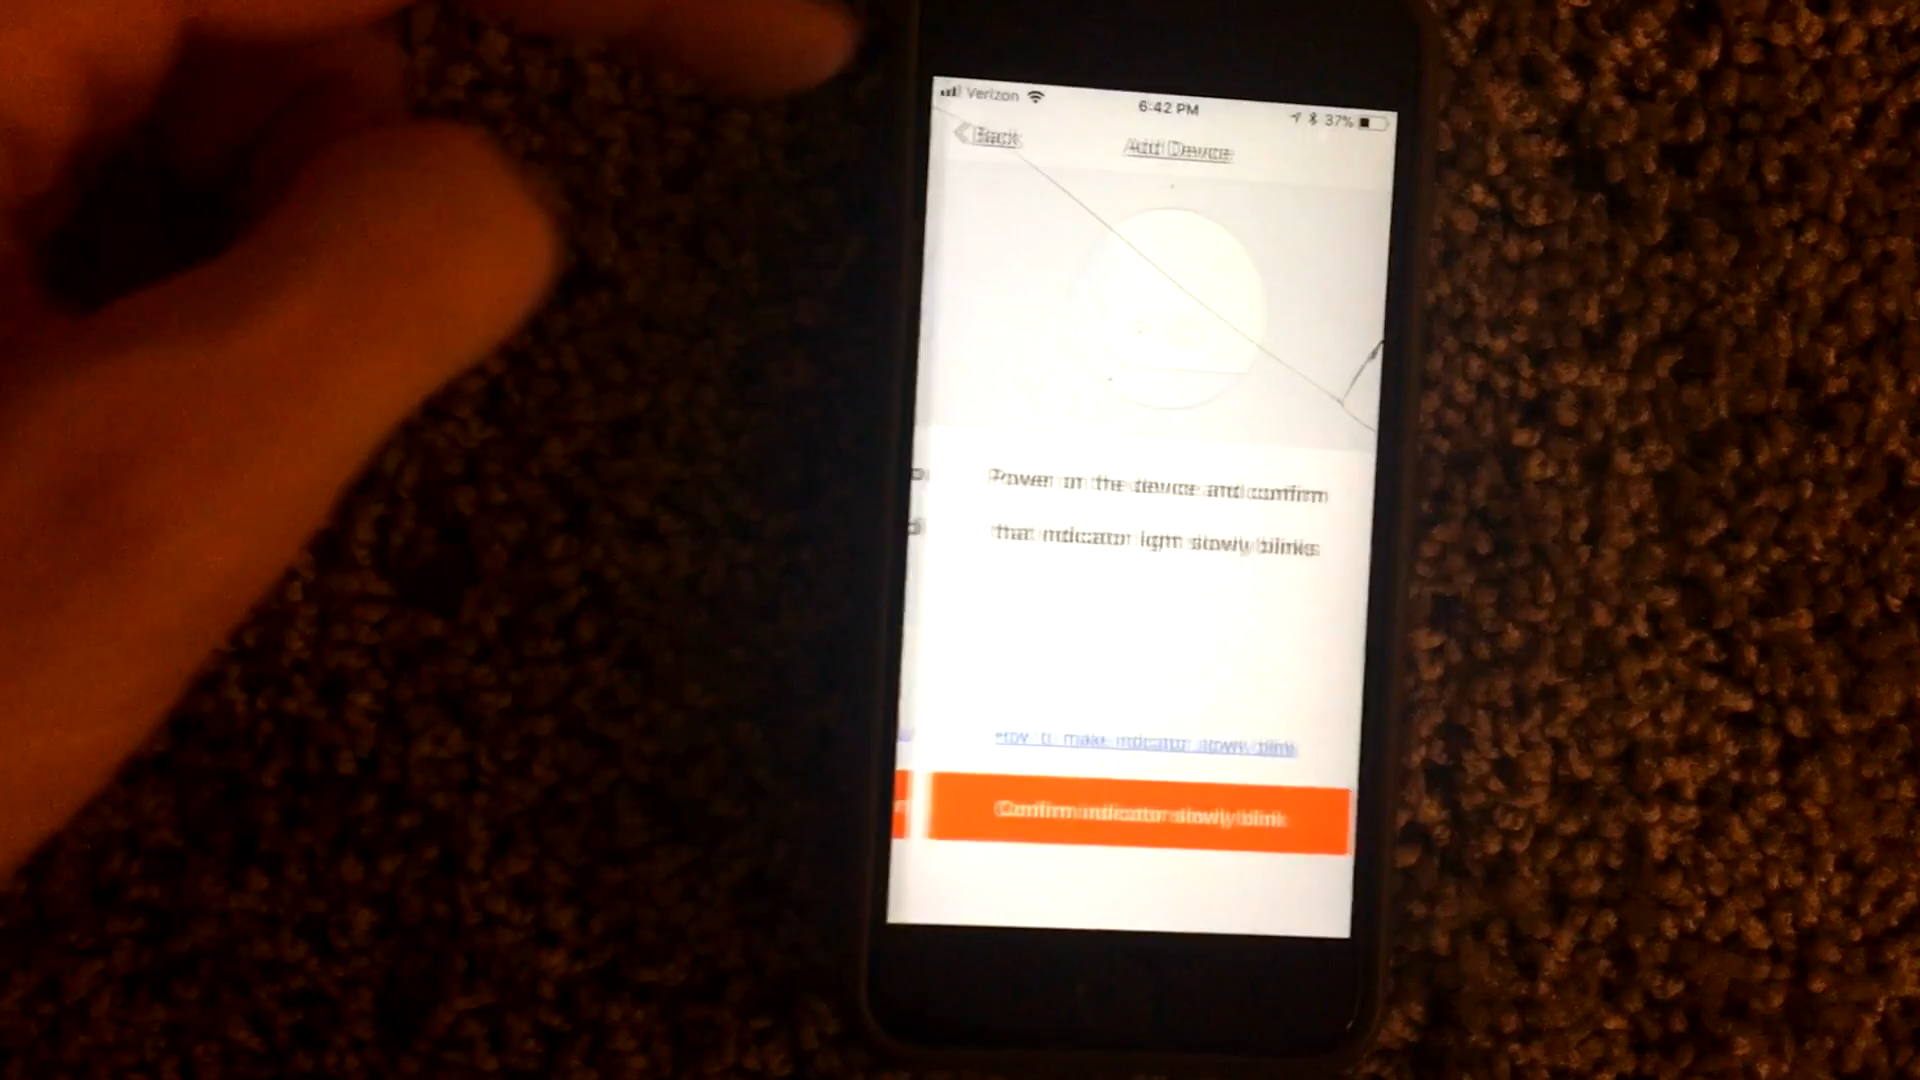 Verizon 6:42 PM 37%
Back Add Device
Power on the device and confirm
that indicator light slowly blinks
How to make indicator slowly blink
Confirm indicator slowly blink